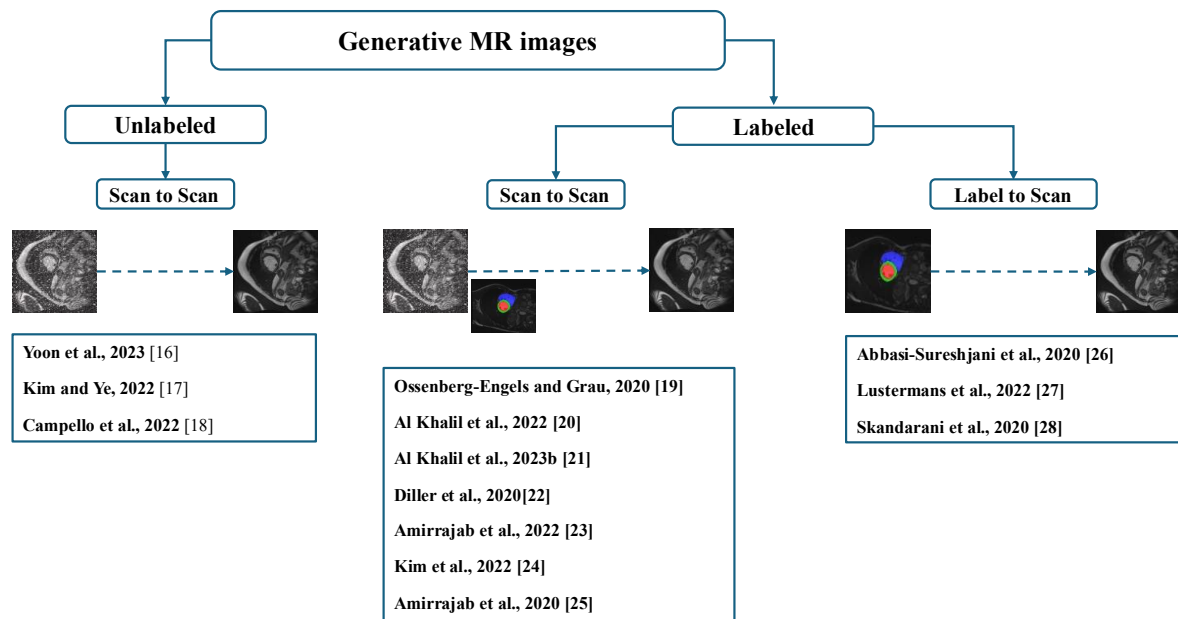 Generative MR images
Unlabeled
Labeled
Scan to Scan
Scan to Scan
Label to Scan
Yoon et al., 2023 [16]
Kim and Ye, 2022 [17]
Campello et al., 2022 [18]
Ossenberg-Engels and Grau, 2020 [19]
Al Khalil et al., 2022 [20]
Al Khalil et al., 2023b [21]
Diller et al., 2020[22]
Amirrajab et al., 2022 [23]
Kim et al., 2022 [24]
Amirrajab et al., 2020 [25]
Abbasi-Sureshjani et al., 2020 [26]
Lustermans et al., 2022 [27]
Skandarani et al., 2020 [28]